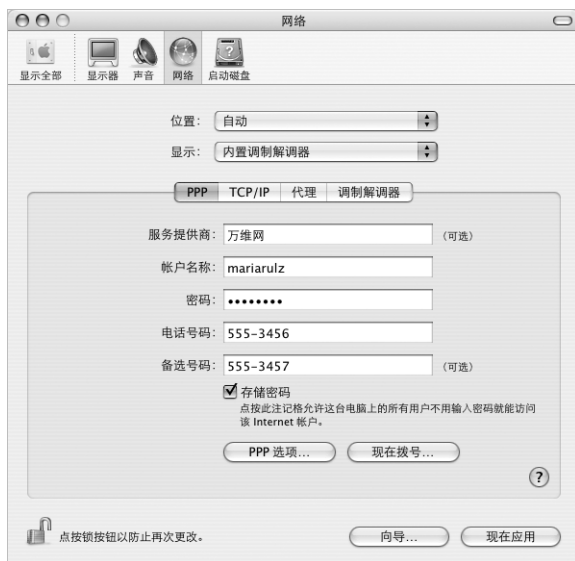 网络
显示全部 显示器 声音 网络 启动磁盘
位置： 自动
显示： 内置调制解调器
PPP TCP/IP 代理 调制解调器
服务提供商： 万维网 （可选）
帐户名称： mariarulz
密码： ••••••••
电话号码： 555-3456
备选号码： 555-3457 （可选）
存储密码
点按此注记格允许这台电脑上的所有用户不用输入密码就能访问
该 Internet 帐户。
PPP 选项... 现在拨号...
?
点按锁按钮以防止再次更改。 向导... 现在应用